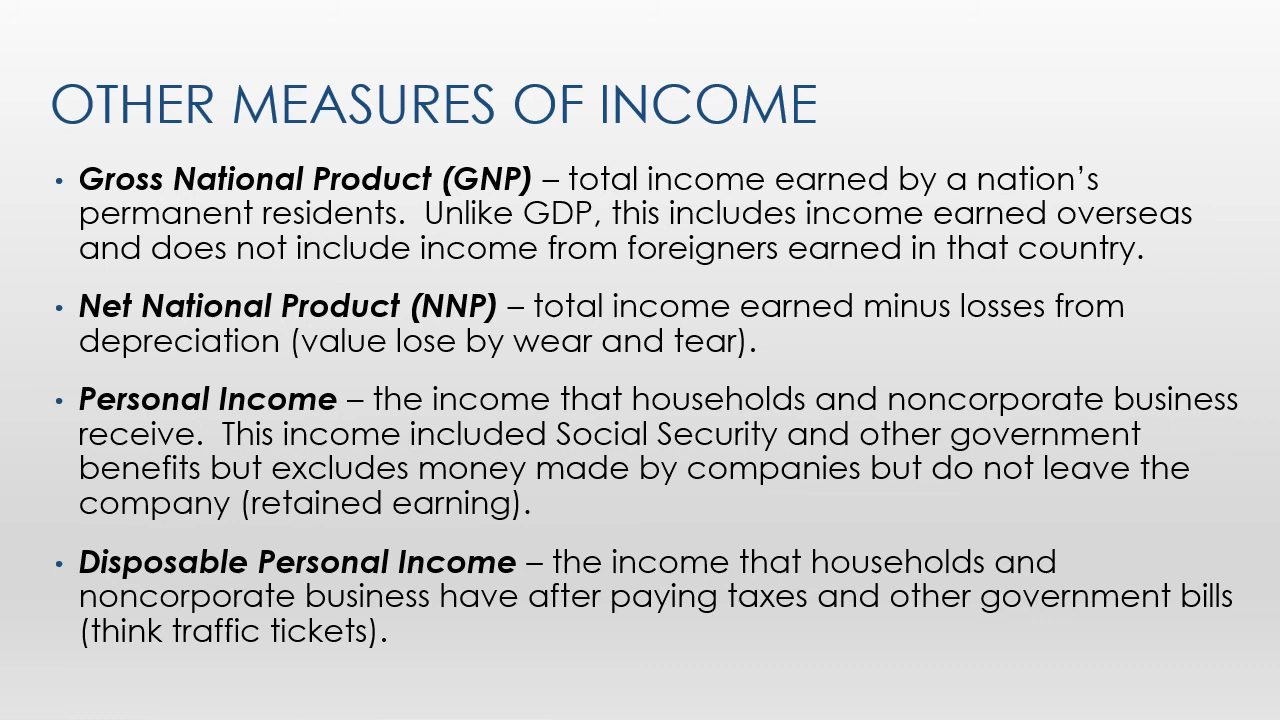 OTHER MEASURES OF INCOME
• Gross National Product (GNP) – total income earned by a nation’s
permanent residents.  Unlike GDP, this includes income earned overseas
and does not include income from foreigners earned in that country.
• Net National Product (NNP) – total income earned minus losses from
depreciation (value lose by wear and tear).
• Personal Income – the income that households and noncorporate business
receive.  This income included Social Security and other government
benefits but excludes money made by companies but do not leave the
company (retained earning).
• Disposable Personal Income – the income that households and
noncorporate business have after paying taxes and other government bills
(think traffic tickets).